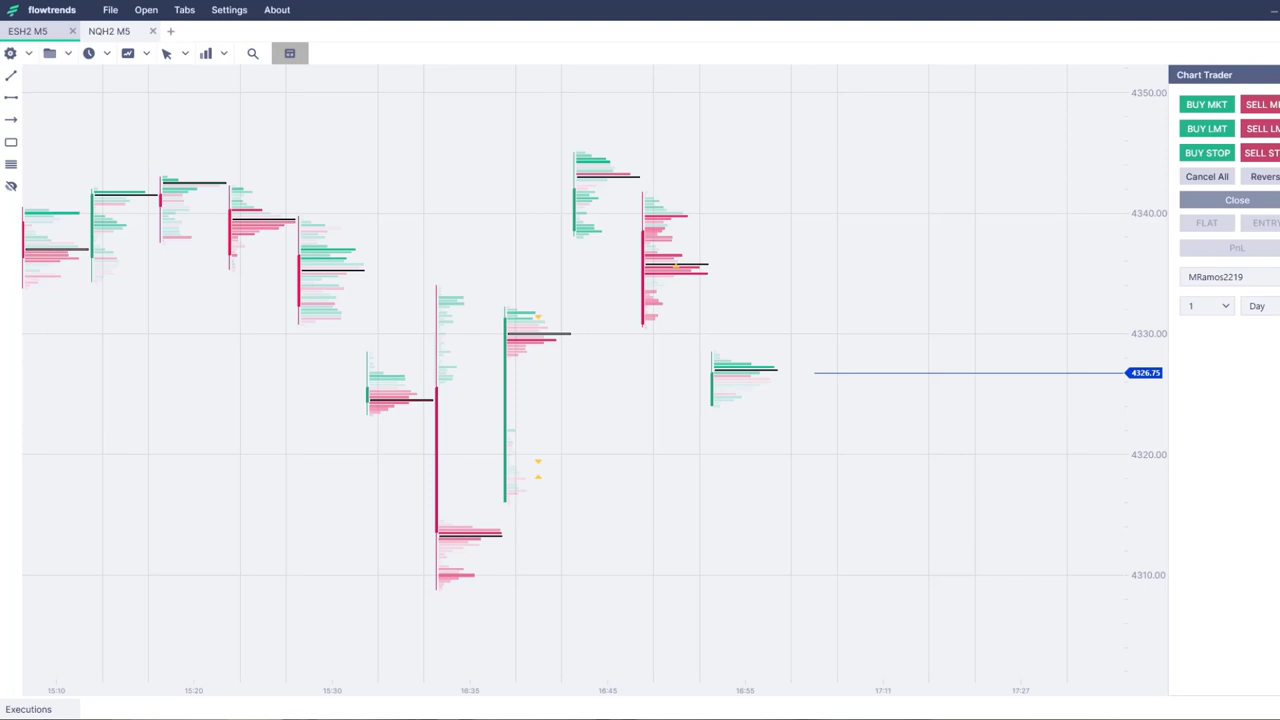 flowtrends File Open Tabs Settings About
ESH2 M5 NQH2 M5
Chart Trader
BUY MKT
BUY LMT
BUY STOP
SELL STO
Cancel All
Close
FLAT
PnL
MRamos2219
1 Day
4350.00
4340.00
4330.00
4326.75
4320.00
4310.00
15:10 15:20 15:30 16:35 16:45 16:55 17:11 17:27
Executions